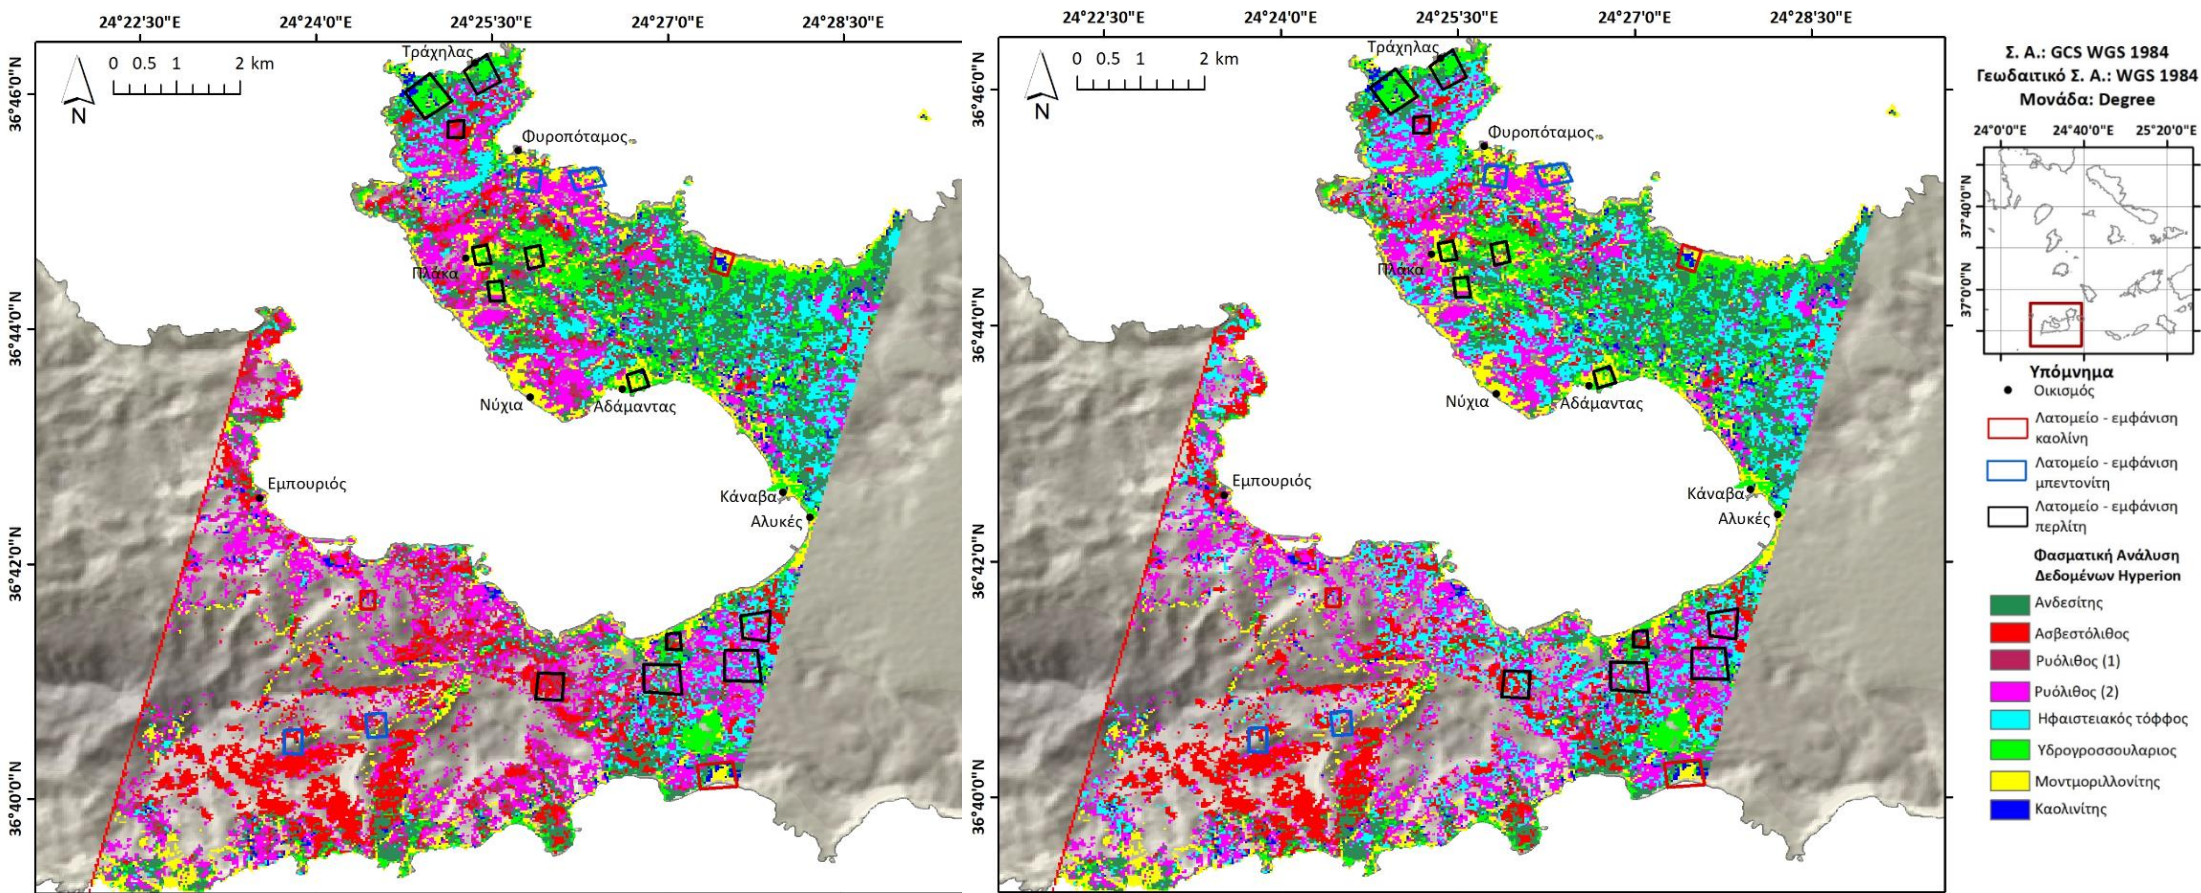 24°22'30"E 24°24'0"E 24°25'30"E 24°27'0"E 24°28'30"E
36°46'0"N
36°44'0"N
36°42'0"N
36°40'0"N
0 0.5 1 2 km
N
Τράχηλας
Φυροπόταμος
Πλάκα
Νύχια
Αδάμαντας
Εμπουριός
Κάναβα
Αλυκές
24°22'30"E 24°24'0"E 24°25'30"E 24°27'0"E 24°28'30"E
36°46'0"N
36°44'0"N
36°42'0"N
36°40'0"N
0 0.5 1 2 km
N
Τράχηλας
Φυροπόταμος
Πλάκα
Νύχια
Αδάμαντας
Εμπουριός
Κάναβα
Αλυκές
Σ. Α.: GCS WGS 1984
Γεωδαιτικό Σ. Α.: WGS 1984
Μονάδα: Degree
24°0'0"E 24°40'0"E 25°20'0"E
37°40'0"N
37°0'0"N
Υπόμνημα
Οικισμός
Λατομείο - εμφάνιση
καολίνη
Λατομείο - εμφάνιση
μπεντονίτη
Λατομείο - εμφάνιση
περλίτη
Φασματική Ανάλυση
Δεδομένων Hyperion
Ανδεσίτης
Ασβεστόλιθος
Ρυόλιθος (1)
Ρυόλιθος (2)
Ηφαιστειακός τόφφος
Υδρογροσσουλαριος
Μοντμοριλλονίτης
Καολινίτης